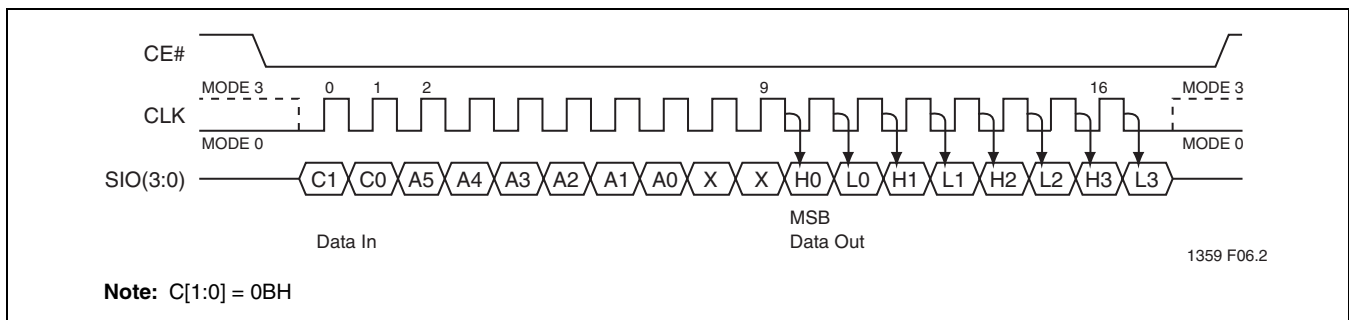 CE#
MODE 3 0 1 2 9 16 MODE 3
CLK
MODE 0 MODE 0
SIO(3:0) C1 C0 A5 A4 A3 A2 A1 A0 X X H0 L0 H1 L1 H2 L2 H3 L3
MSB
Data In Data Out
1359 F06.2
Note: C[1:0] = 0BH